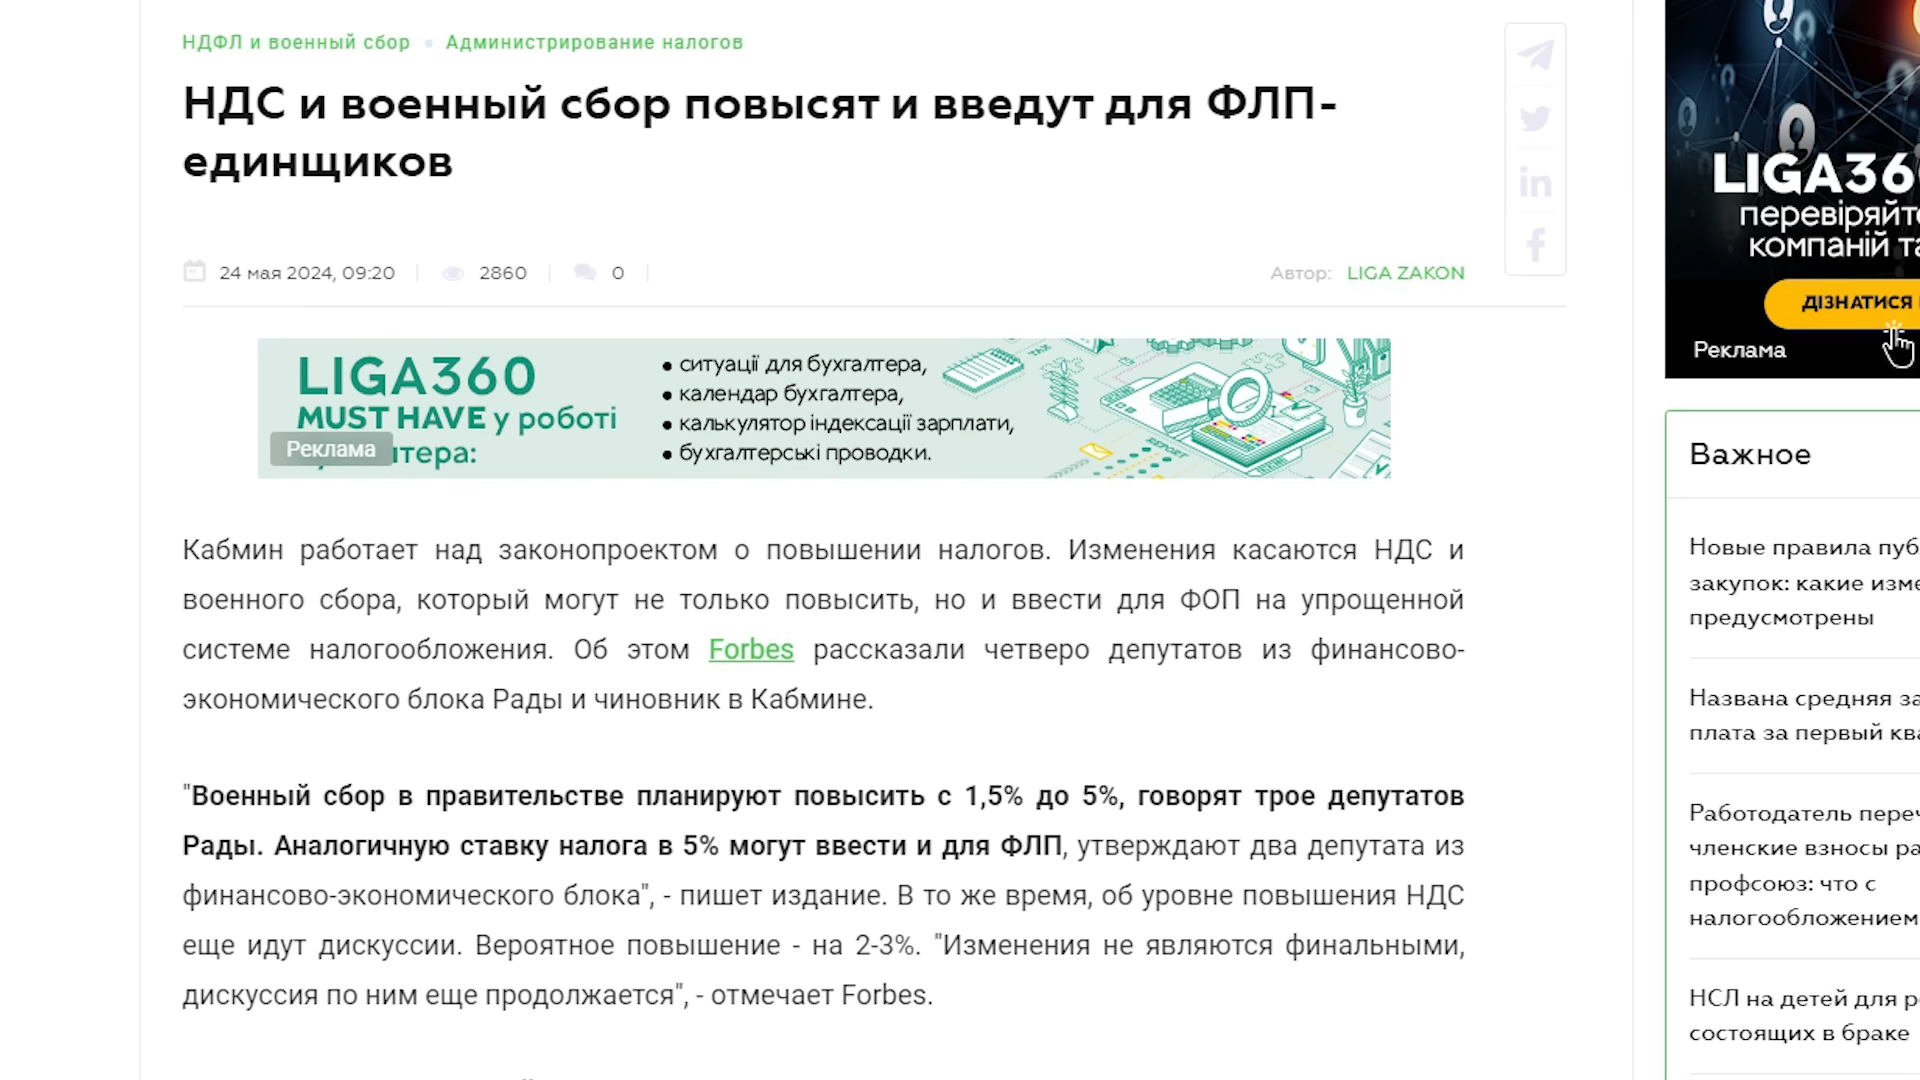 НДФЛ и военный сбор • Администрирование налогов
НДС и военный сбор повысят и введут для ФЛП-
единщиков
24 мая 2024, 09:20 | 2860 | 0 |
Автор: LIGA ZAKON
LIGA360
MUST HAVE у роботі
Реклама
тера:
• ситуації для бухгалтера,
• календар бухгалтера,
• калькулятор індексації зарплати,
• бухгалтерські проводки.
Кабмин работает над законопроектом о повышении налогов. Изменения касаются НДС и
военного сбора, который могут не только повысить, но и ввести для ФОП на упрощенной
системе налогообложения. Об этом Forbes рассказали четверо депутатов из финансово-
экономического блока Рады и чиновник в Кабмине.
"Военный сбор в правительстве планируют повысить с 1,5% до 5%, говорят трое депутатов
Рады. Аналогичную ставку налога в 5% могут ввести и для ФЛП, утверждают два депутата из
финансово-экономического блока", - пишет издание. В то же время, об уровне повышения НДС
еще идут дискуссии. Вероятное повышение - на 2-3%. "Изменения не являются финальными,
дискуссия по ним еще продолжается", - отмечает Forbes.
LIGA36
перевіряйт
компаній та
ДІЗНАТИСЯ
Реклама
Важное
Новые правила пуб
закупок: какие изме
предусмотрены
Названа средняя за
плата за первый ква
Работодатель переч
членские взносы ра
профсоюз: что с
налогообложением
НСЛ на детей для р
состоящих в браке